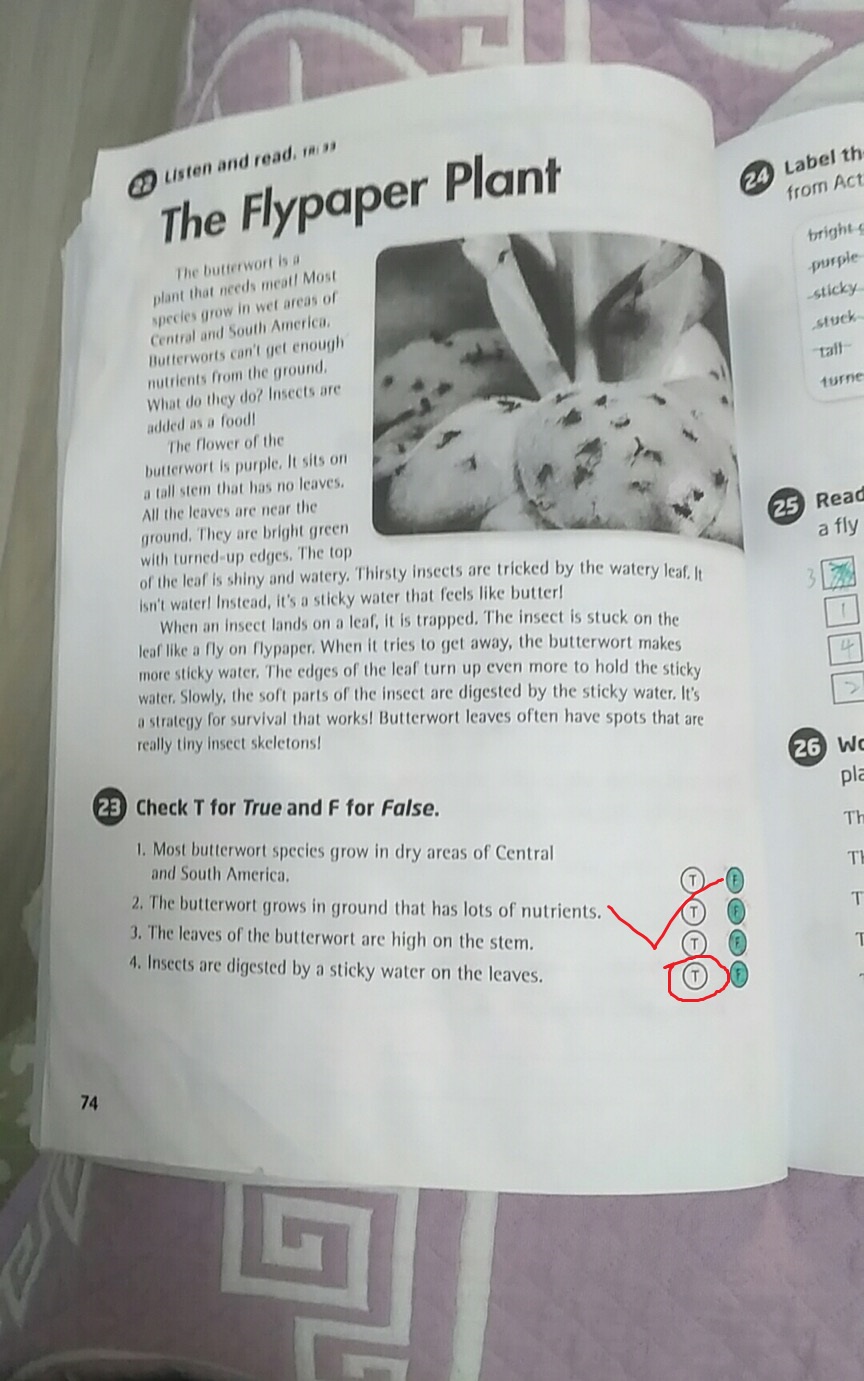 22 Listen and read. TR: 33
The Flypaper Plant
The butterwort is a
plant that needs meat! Most
species grow in wet areas of
Central and South America.
Butterworts can't get enough
nutrients from the ground.
What do they do? Insects are
added as a food!
The flower of the
butterwort is purple. It sits on
a tall stem that has no leaves.
All the leaves are near the
ground. They are bright green
with turned-up edges. The top
of the leaf is shiny and watery. Thirsty insects are tricked by the watery leaf. It
isn't water! Instead, it's a sticky water that feels like butter!
When an insect lands on a leaf, it is trapped. The insect is stuck on the
leaf like a fly on flypaper. When it tries to get away, the butterwort makes
more sticky water. The edges of the leaf turn up even more to hold the sticky
water. Slowly, the soft parts of the insect are digested by the sticky water. It's
a strategy for survival that works! Butterwort leaves often have spots that are
really tiny insect skeletons!
23 Check T for True and F for False.
1. Most butterwort species grow in dry areas of Central
and South America. T F
2. The butterwort grows in ground that has lots of nutrients. T F
3. The leaves of the butterwort are high on the stem. T F
4. Insects are digested by a sticky water on the leaves. T F
74
24 Label th
from Act
bright g
purple
sticky
stuck
tall
turne
25 Read
a fly
3
1
4
2
26 Wo
pla
Th
Th
T
T